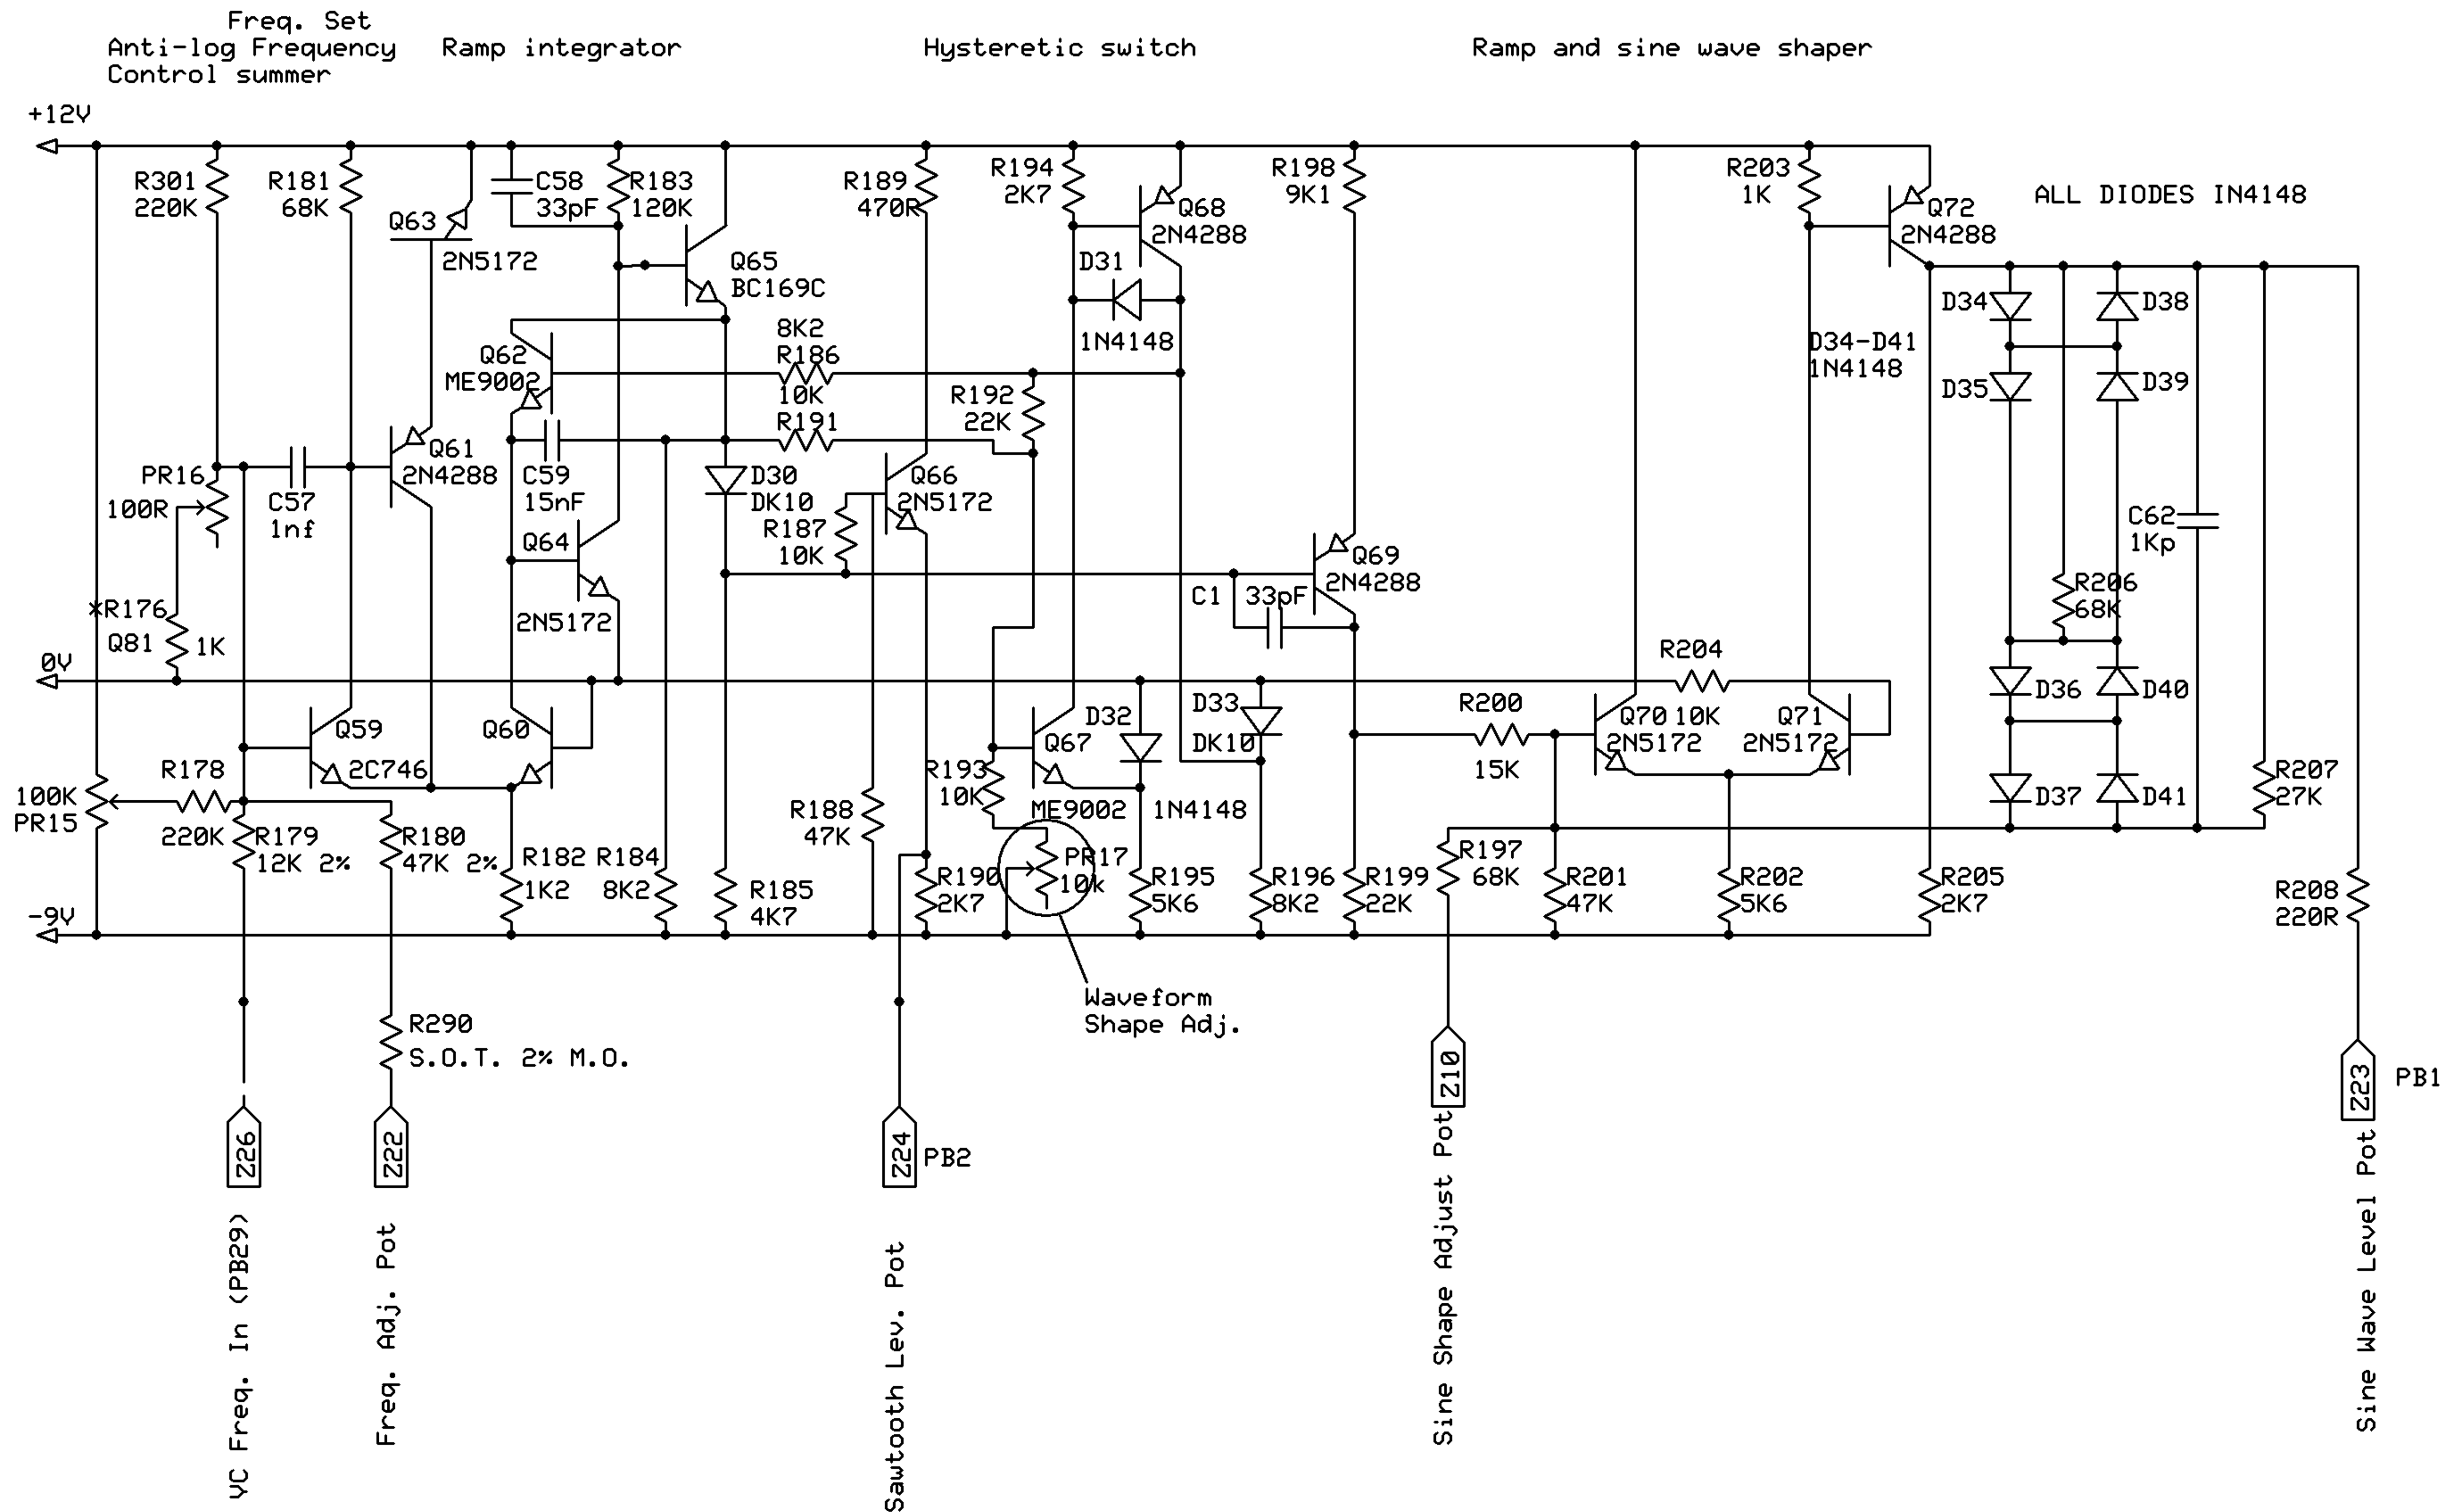 Freq. Set
Anti-log Frequency
Control summer
Ramp integrator
Hysteretic switch
Ramp and sine wave shaper
+12V
R301
220K
R181
68K
Q63
2N5172
C58
33pF
R183
120K
Q65
BC169C
R189
470R
R194
2K7
Q68
2N4288
D31
1N4148
R198
9K1
R203
1K
Q72
2N4288
ALL DIODES IN4148
D34
D38
D34-D41
1N4148
D35
D39
Q62
ME9002
8K2
R186
10K
R191
R192
22K
PR16
100R
C57
1nf
Q61
2N4288
C59
15nF
D30
DK10
Q66
2N5172
R187
10K
Q64
2N5172
Q69
2N4288
C1
33pF
C62
1Kp
R206
68K
*R176
Q81
1K
0V
R204
10K
Q59
2C746
Q60
D32
1N4148
D33
DK10
Q67
ME9002
R200
15K
Q70
2N5172
Q71
2N5172
D36
D40
D37
D41
R207
27K
100K
PR15
R178
220K
R179
12K 2%
R180
47K 2%
R182
1K2
R184
8K2
R185
4K7
R188
47K
R190
2K7
R193
10K
PR17
10k
R195
5K6
R196
8K2
R199
22K
R197
68K
R201
47K
R202
5K6
R205
2K7
R208
220R
-9V
Waveform
Shape Adj.
R290
S.O.T. 2% M.O.
Z26
VC Freq. In (PB29)
Z22
Freq. Adj. Pot
Z24
PB2
Sawtooth Lev. Pot
Z10
Sine Shape Adjust Pot
Z23
PB1
Sine Wave Level Pot